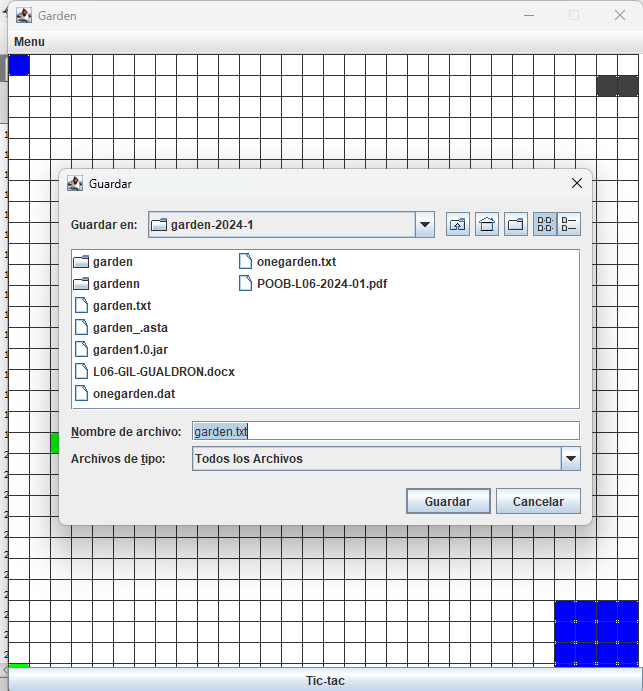 Garden
Menu
Guardar
Guardar en: garden-2024-1
garden
gardenn
garden.txt
garden_.asta
garden1.0.jar
L06-GIL-GUALDRON.docx
onegarden.dat
onegarden.txt
POOB-L06-2024-01.pdf
Nombre de archivo: garden.txt
Archivos de tipo: Todos los Archivos
Guardar Cancelar
Tic-tac